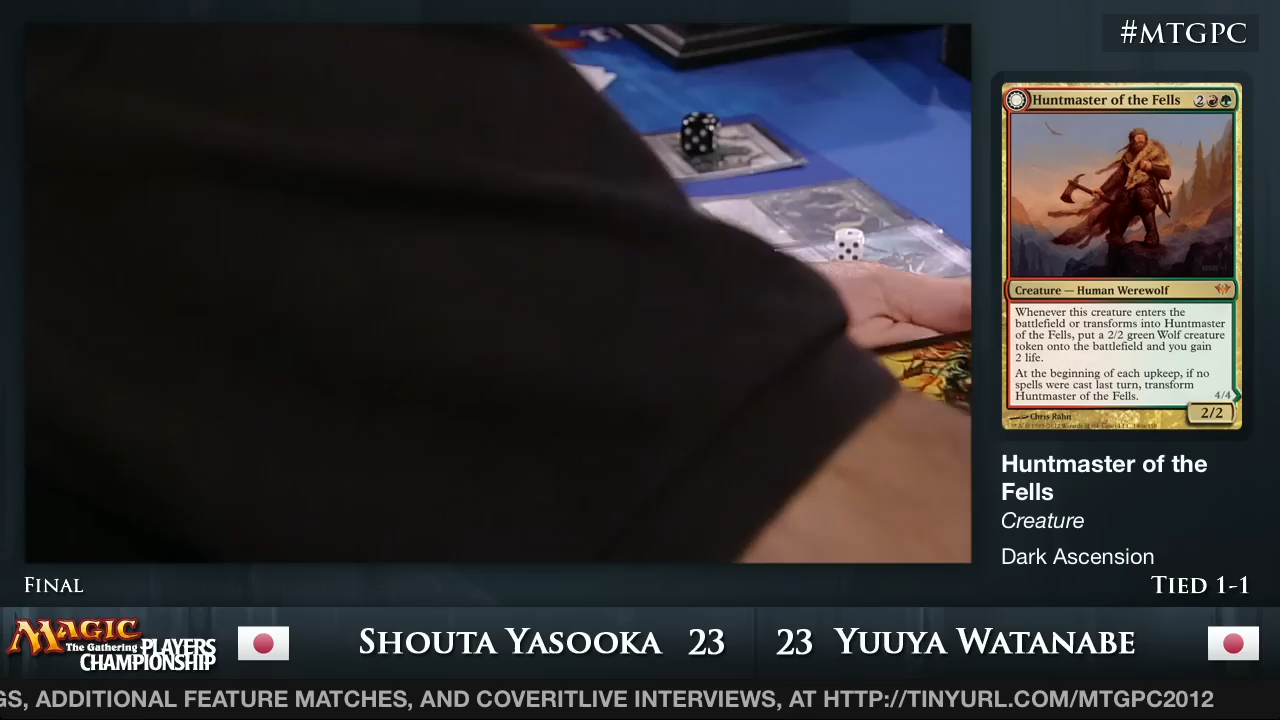 #MTGPC
Huntmaster of the Fells 2
Creature — Human Werewolf
Whenever this creature enters the
battlefield or transforms into Huntmaster
of the Fells, put a 2/2 green Wolf creature
token onto the battlefield and you gain
2 life.
At the beginning of each upkeep, if no
spells were cast last turn, transform
Huntmaster of the Fells.
4/4
2/2
Chris Rahn
Huntmaster of the
Fells
Creature
Dark Ascension
FINAL
TIED 1-1
MAGIC
The Gathering
PLAYERS
CHAMPIONSHIP
SHOUTA YASOOKA 23
23 YUUYA WATANABE
GS, ADDITIONAL FEATURE MATCHES, AND COVERITLIVE INTERVIEWS, AT HTTP://TINYURL.COM/MTGPC2012